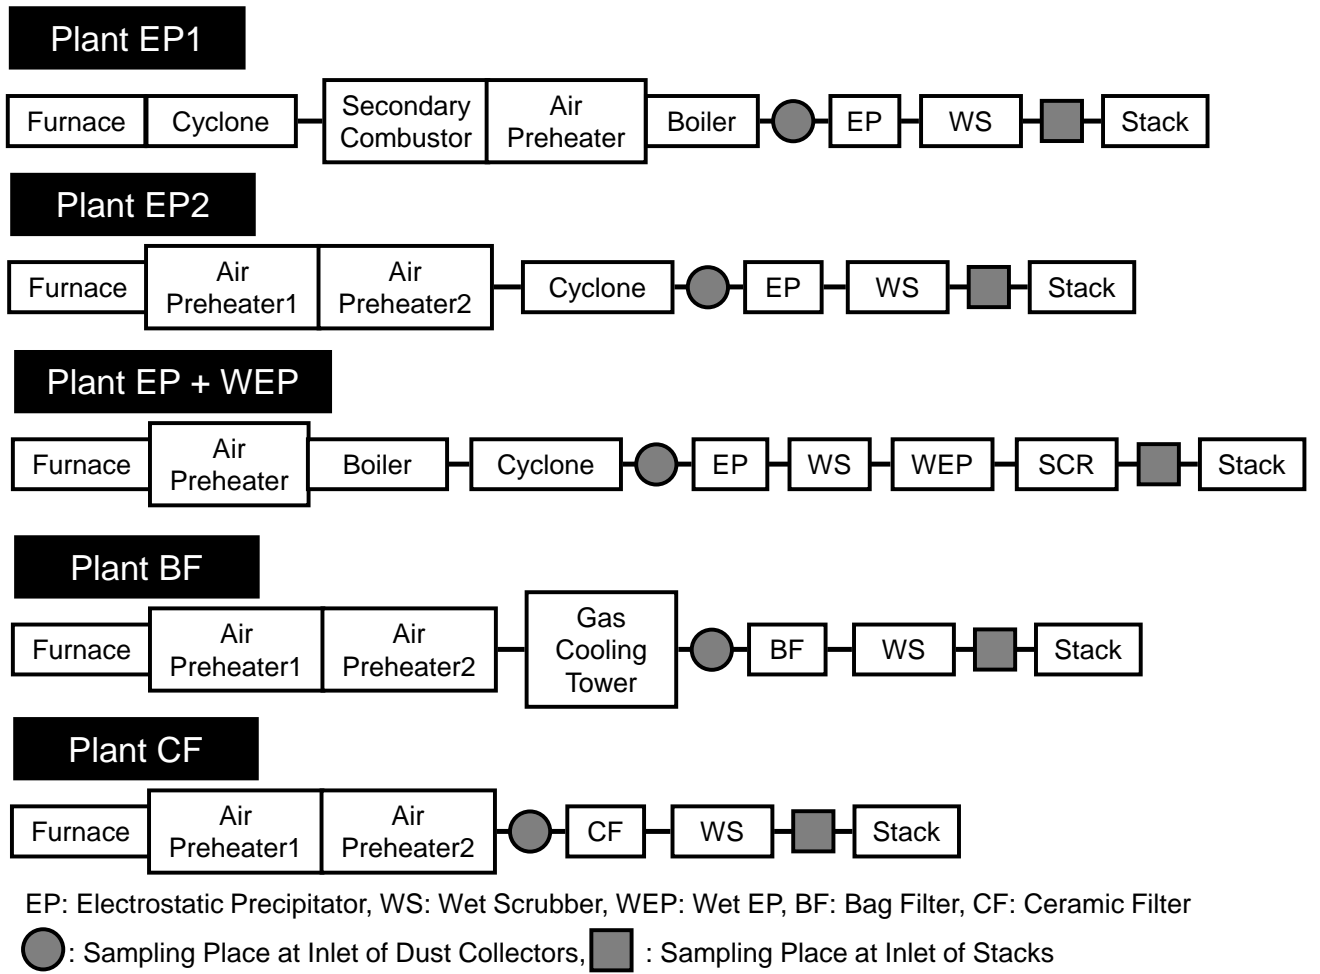 Plant EP1
Furnace
Cyclone
Secondary
Combustor
Air
Preheater
Boiler
EP
WS
Stack
Plant EP2
Furnace
Air
Preheater1
Air
Preheater2
Cyclone
EP
WS
Stack
Plant EP + WEP
Furnace
Air
Preheater
Boiler
Cyclone
EP
WS
WEP
SCR
Stack
Plant BF
Furnace
Air
Preheater1
Air
Preheater2
Gas
Cooling
Tower
BF
WS
Stack
Plant CF
Furnace
Air
Preheater1
Air
Preheater2
CF
WS
Stack
EP: Electrostatic Precipitator, WS: Wet Scrubber, WEP: Wet EP, BF: Bag Filter, CF: Ceramic Filter
: Sampling Place at Inlet of Dust Collectors, : Sampling Place at Inlet of Stacks